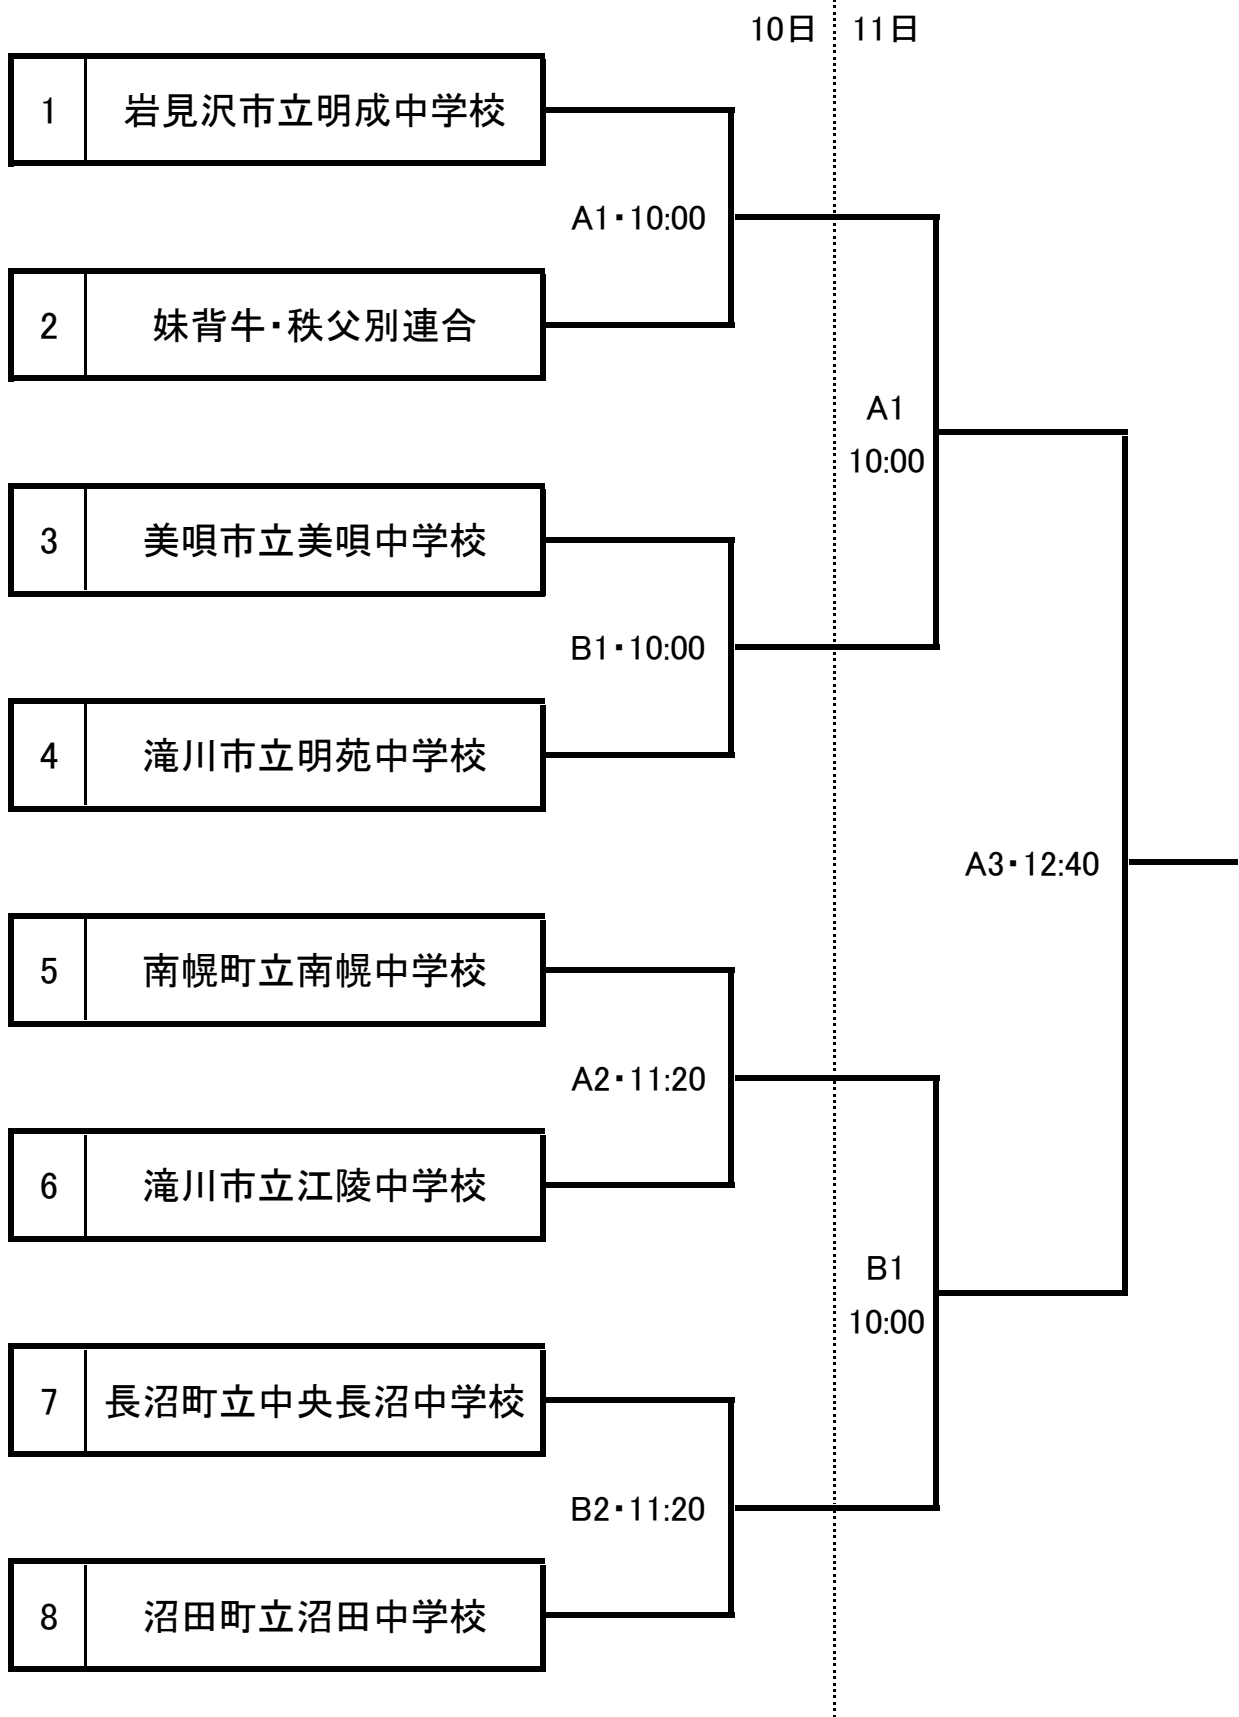 10日 11日
1 岩見沢市立明成中学校
A1・10:00
2 妹背牛・秩父別連合
A1
10:00
3 美唄市立美唄中学校
B1・10:00
4 滝川市立明苑中学校
A3・12:40
5 南幌町立南幌中学校
A2・11:20
6 滝川市立江陵中学校
B1
10:00
7 長沼町立中央長沼中学校
B2・11:20
8 沼田町立沼田中学校